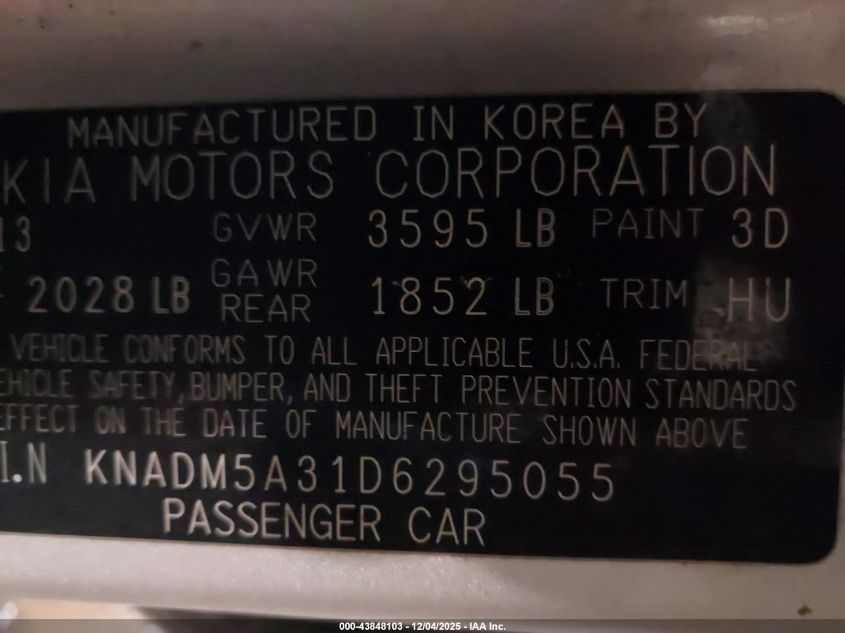 MANUFACTURED IN KOREA BY
KIA MOTORS CORPORATION
13 GVWR 3595 LB PAINT 3D
2028 LB GAWR REAR 1852 LB TRIM HU
VEHICLE CONFORMS TO ALL APPLICABLE U.S.A. FEDERAL
VEHICLE SAFETY, BUMPER, AND THEFT PREVENTION STANDARDS
EFFECT ON THE DATE OF MANUFACTURE SHOWN ABOVE
I.N KNADM5A31D6295055
PASSENGER CAR
000-43848103 - 12/04/2025 - IAA Inc.